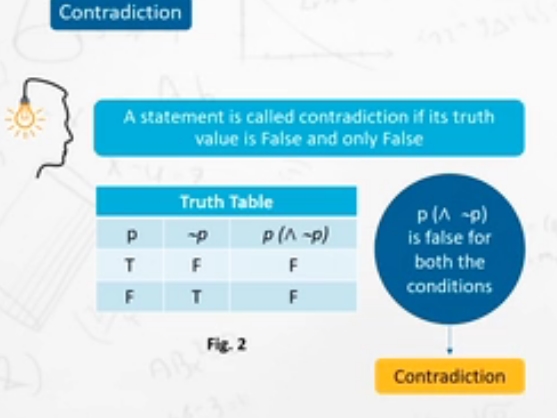 Contradiction
A statement is called contradiction if its truth
value is False and only False
Truth Table
p ~p p (∧ ~p)
T F F
F T F
Fig. 2
p (∧ ~p)
is false for
both the
conditions
Contradiction